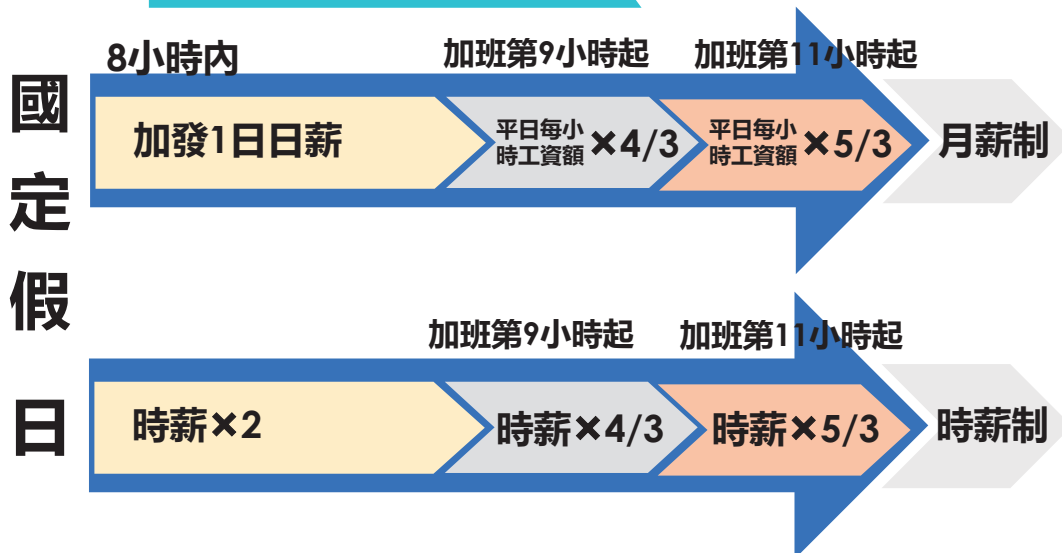 國定假日
8小時內
加班第9小時起
加班第11小時起
加發1日日薪
平日每小
時工資額
×4/3
平日每小
時工資額
×5/3
月薪制
加班第9小時起
加班第11小時起
時薪×2
時薪×4/3
時薪×5/3
時薪制